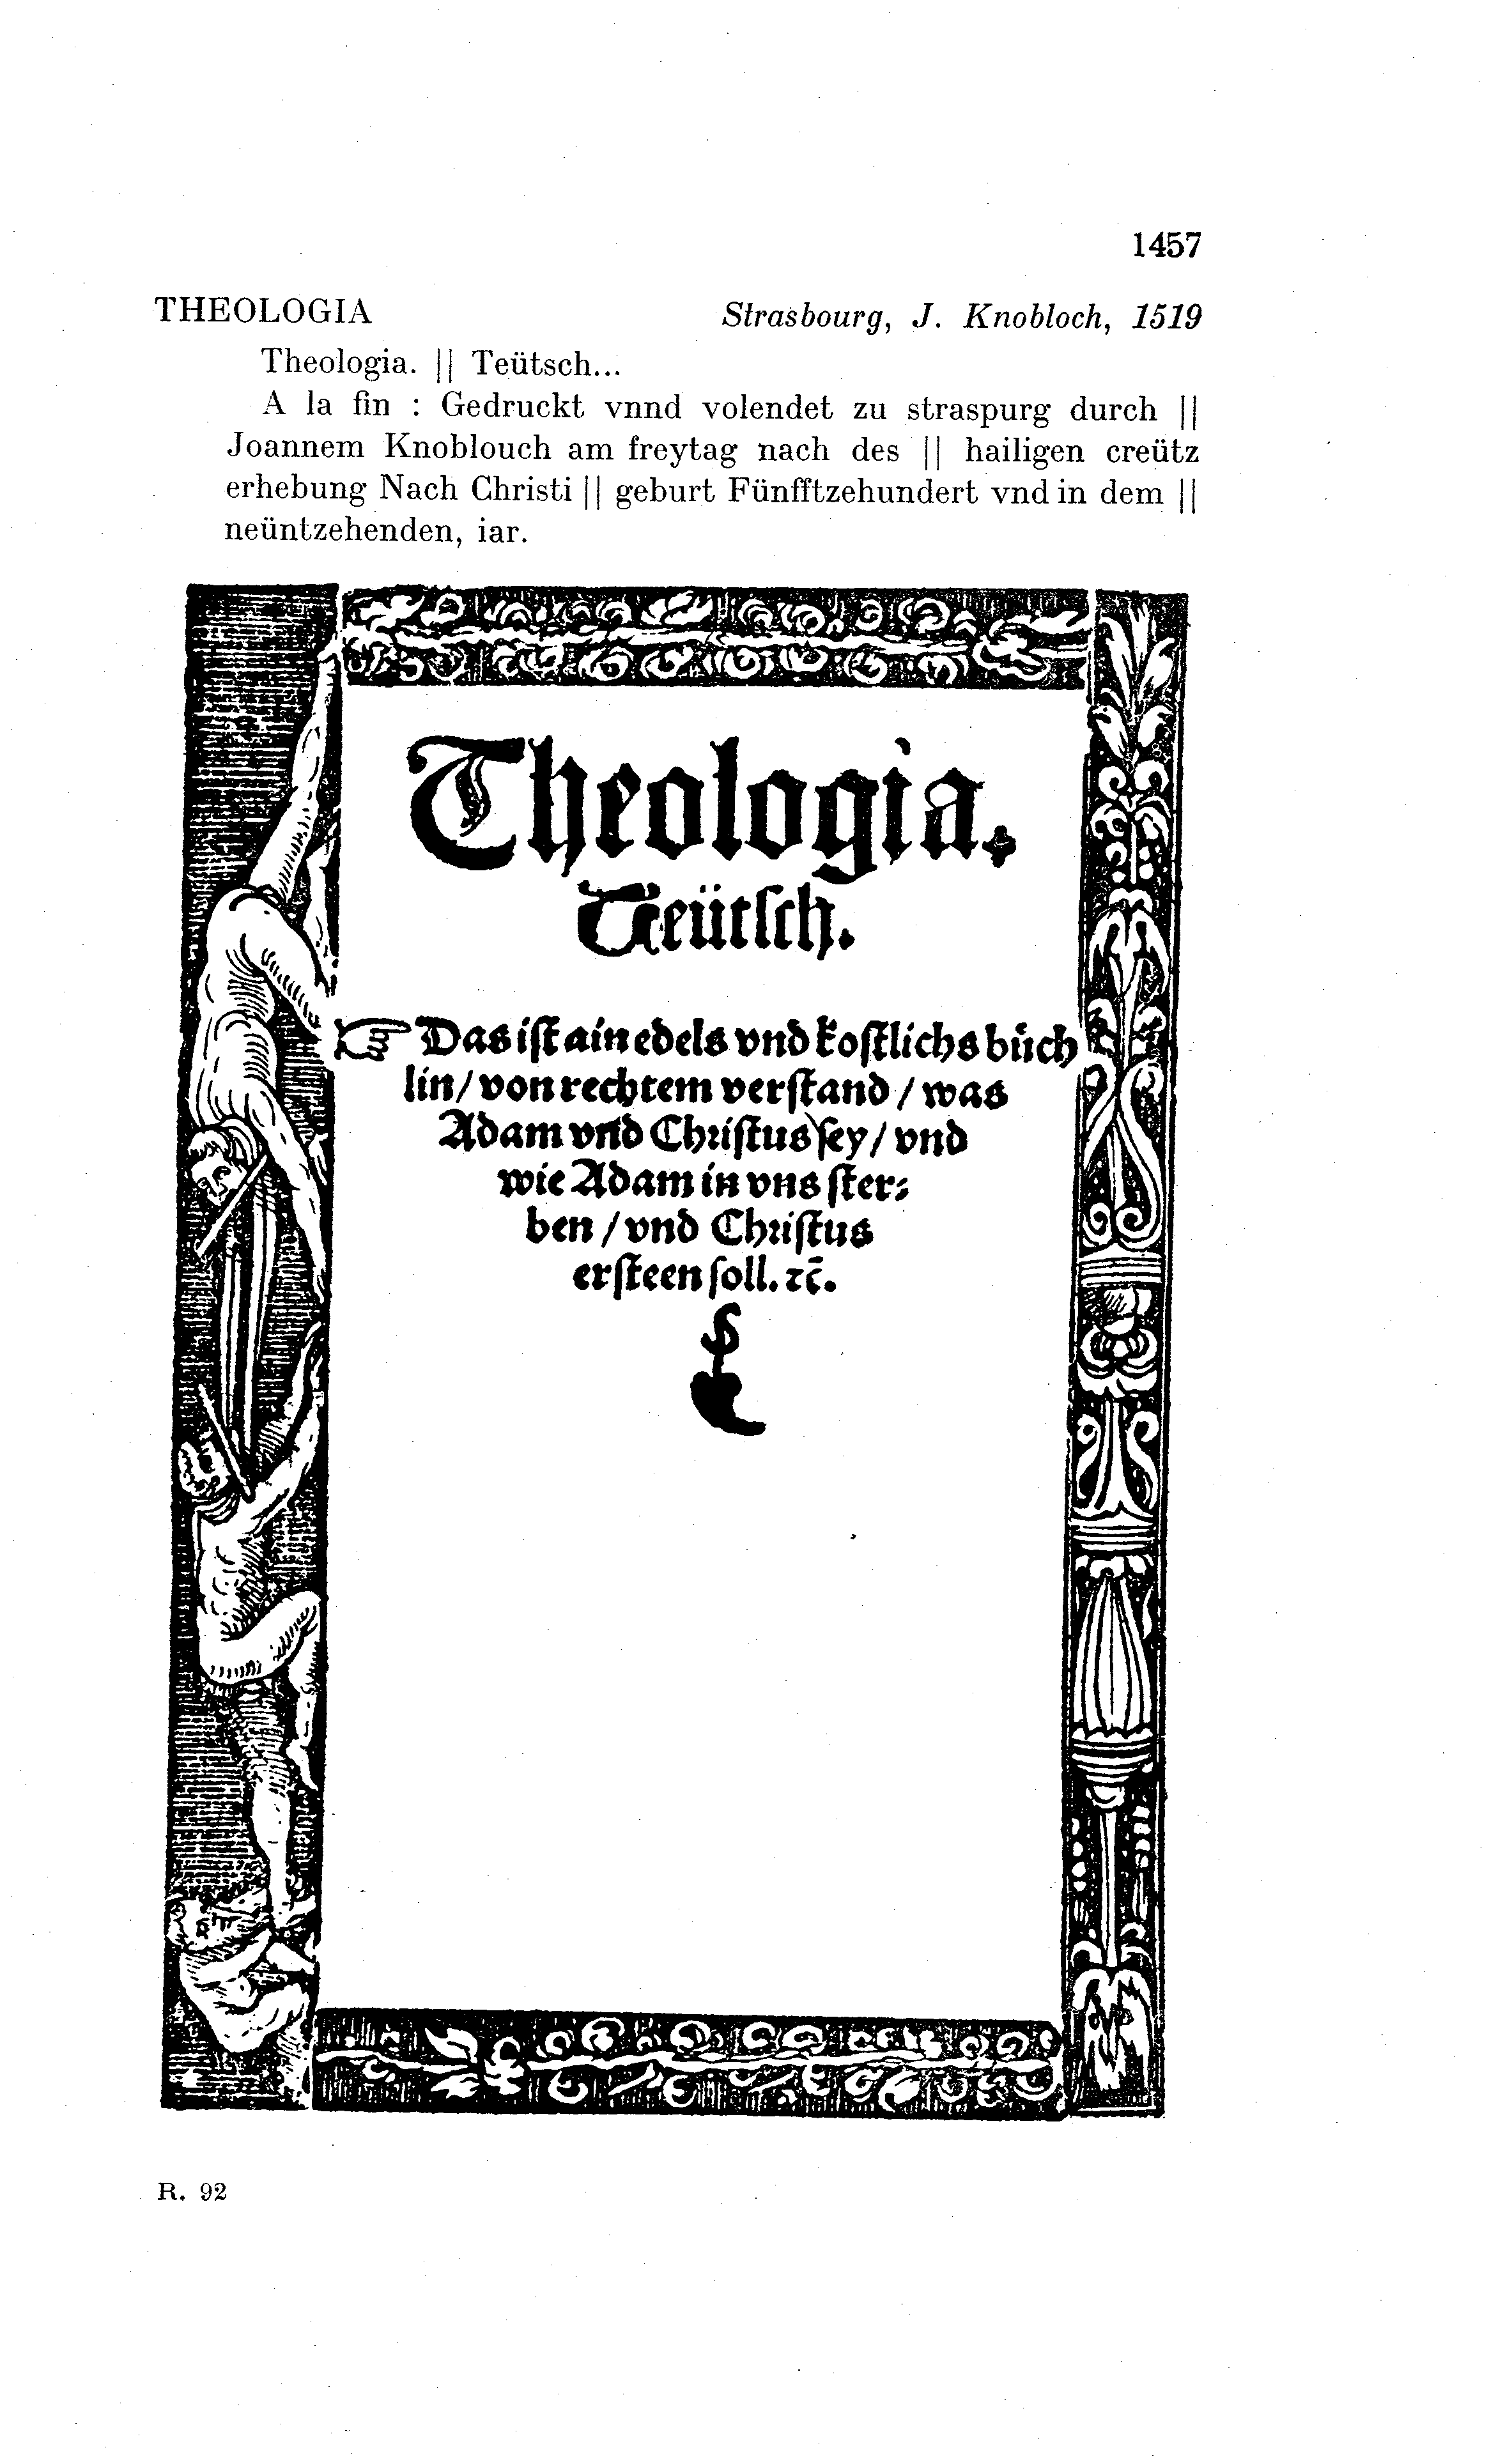 1457
THEOLOGIA Strasbourg, J. Knobloch, 1519
Theologia. || Teütsch...
A la fin : Gedruckt vnnd volendet zu straspurg durch ||
Joannem Knoblouch am freytag nach des || hailigen creütz
erhebung Nach Christi || geburt Fünfftzehundert vnd in dem ||
neüntzehenden, iar.
Theologia.
Teütsch.
☞ Das ist ain edels vnd kostlichs büch
lin / von rechtem verstand / was
Adam vnd Christus sey / vnd
wie Adam in vns ster⸗
ben / vnd Christus
ersteen soll. ⁊c̄.
R. 92